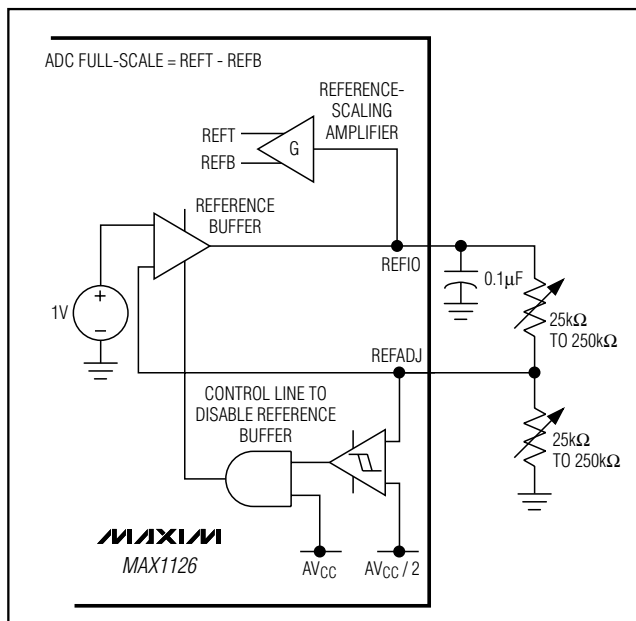 ADC FULL-SCALE = REFT - REFB
REFERENCE-
SCALING
AMPLIFIER
REFT
REFB
G
REFERENCE
BUFFER
REFIO
0.1µF
25kΩ
TO 250kΩ
1V
+
−
REFADJ
CONTROL LINE TO
DISABLE REFERENCE
BUFFER
25kΩ
TO 250kΩ
MAXIM
MAX1126
AVCC
AVCC / 2